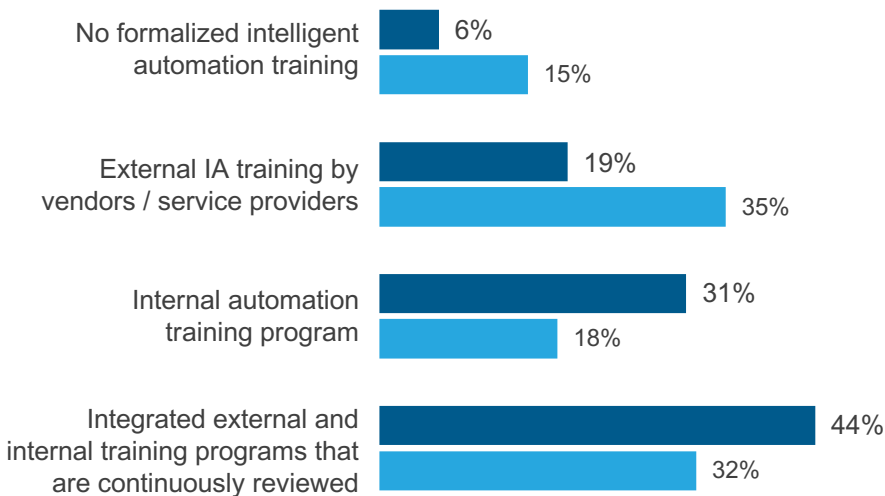 No formalized intelligent
automation training
6%
15%
External IA training by
vendors / service providers
19%
35%
Internal automation
training program
31%
18%
Integrated external and
internal training programs that
are continuously reviewed
44%
32%